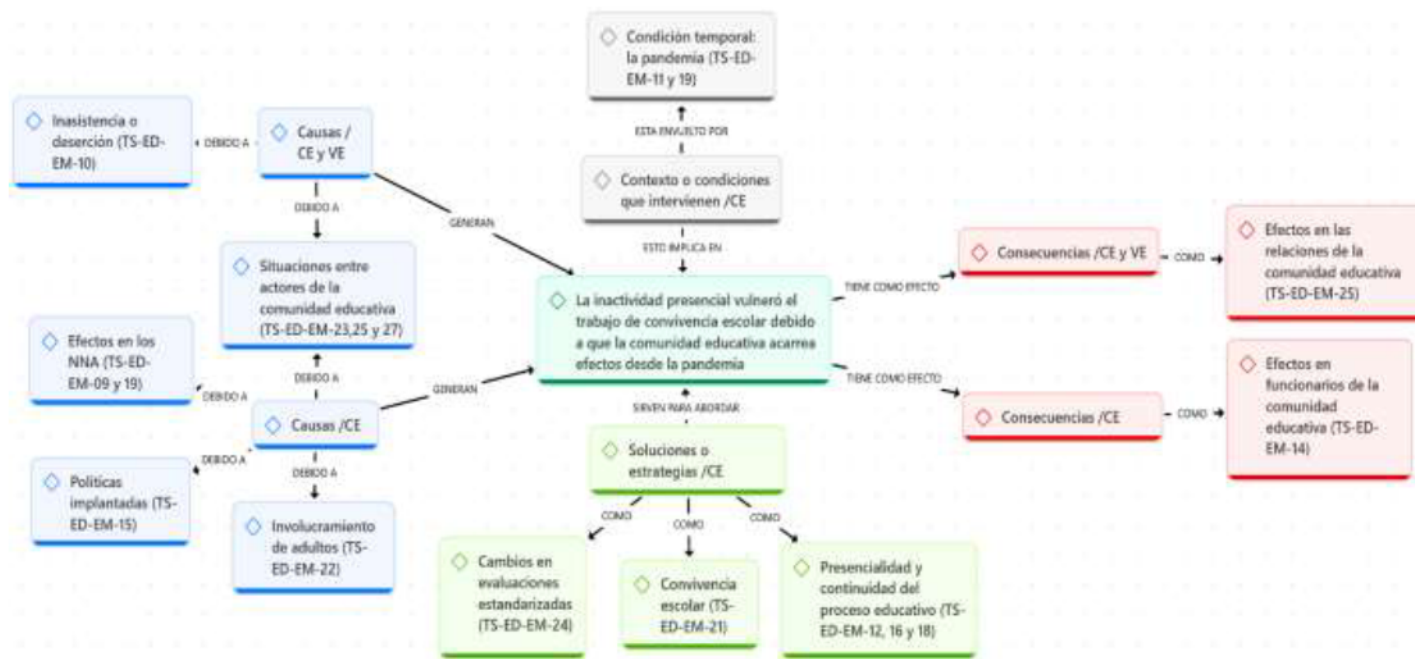 Condición temporal:
la pandemia (TS-ED-
EM-11 y 19)
ESTA ENVUELTO POR
Contexto o condiciones
que intervienen /CE
ESTO IMPLICA EN
Inasistencia o
deserción (TS-ED-
EM-10)
DEBIDO A
Causas /
CE y VE
DEBIDO A
GENERAN
Situaciones entre
actores de la
comunidad educativa
(TS-ED-EM-23,25 y 27)
Efectos en los
NNA (TS-ED-
EM-09 y 19)
DEBIDO A
DEBIDO A
Causas /CE
GENERAN
Políticas
implantadas (TS-
ED-EM-15)
DEBIDO A
DEBIDO A
Involucramiento
de adultos (TS-
ED-EM-22)
La inactividad presencial vulneró el
trabajo de convivencia escolar debido
a que la comunidad educativa acarrea
efectos desde la pandemia
TIENE COMO EFECTO
Consecuencias /CE y VE
COMO
Efectos en las
relaciones de la
comunidad educativa
(TS-ED-EM-25)
TIENE COMO EFECTO
Consecuencias /CE
COMO
Efectos en
funcionarios de la
comunidad
educativa (TS-ED-
EM-14)
SIRVEN PARA ABORDAR
Soluciones o
estrategias /CE
COMO
COMO
COMO
Cambios en
evaluaciones
estandarizadas
(TS-ED-EM-24)
Convivencia
escolar (TS-
ED-EM-21)
Presencialidad y
continuidad del
proceso educativo (TS-
ED-EM-12, 16 y 18)